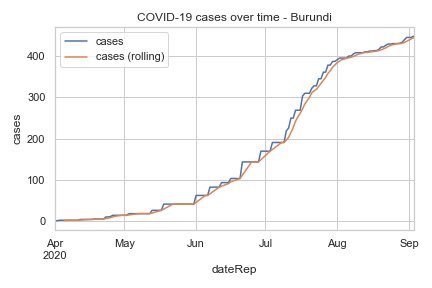 COVID-19 cases over time - Burundi
cases
cases (rolling)
400
300
200
100
0
cases
Apr May Jun Jul Aug Sep
2020
dateRep